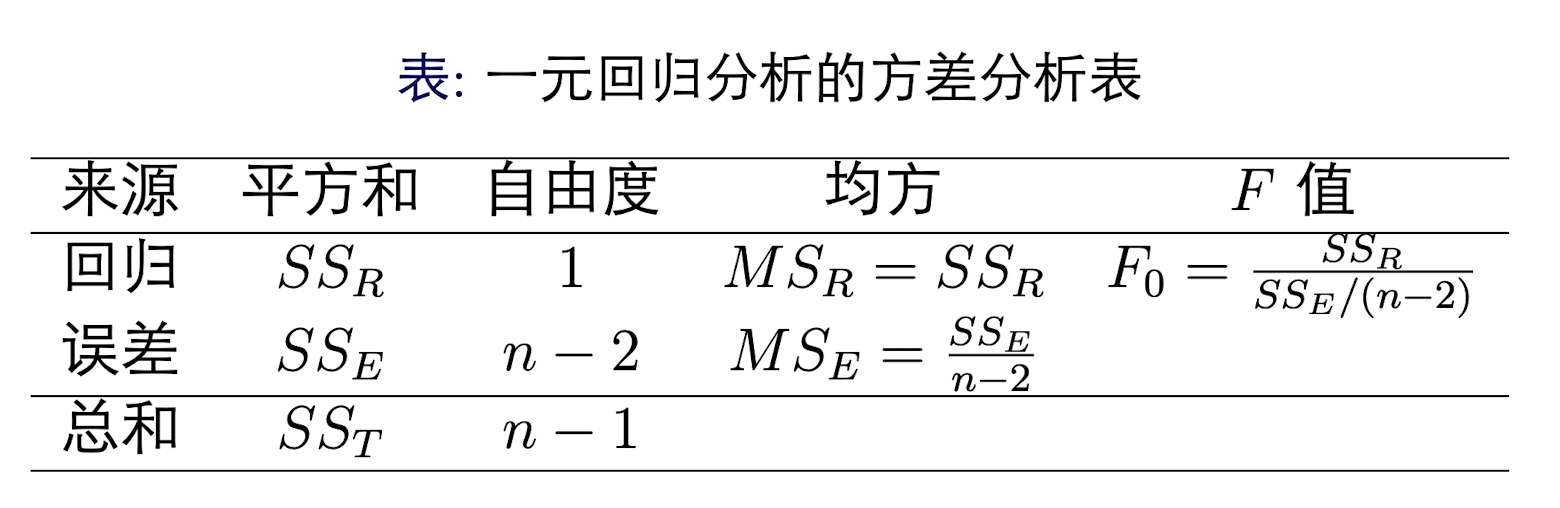 表: 一元回归分析的方差分析表
来源 平方和 自由度 均方 F 值
回归 SS_R 1 MS_R = SS_R F_0 = \frac{SS_R}{SS_E/(n-2)}
误差 SS_E n − 2 MS_E = \frac{SS_E}{n-2}
总和 SS_T n − 1